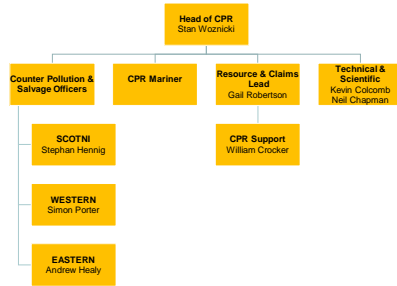 Head of CPR
Stan Woznicki
Counter Pollution &
Salvage Officers
CPR Mariner
Resource & Claims
Lead
Gail Robertson
Technical &
Scientific
Kevin Colcomb
Neil Chapman
SCOTNI
Stephan Hennig
CPR Support
William Crocker
WESTERN
Simon Porter
EASTERN
Andrew Healy